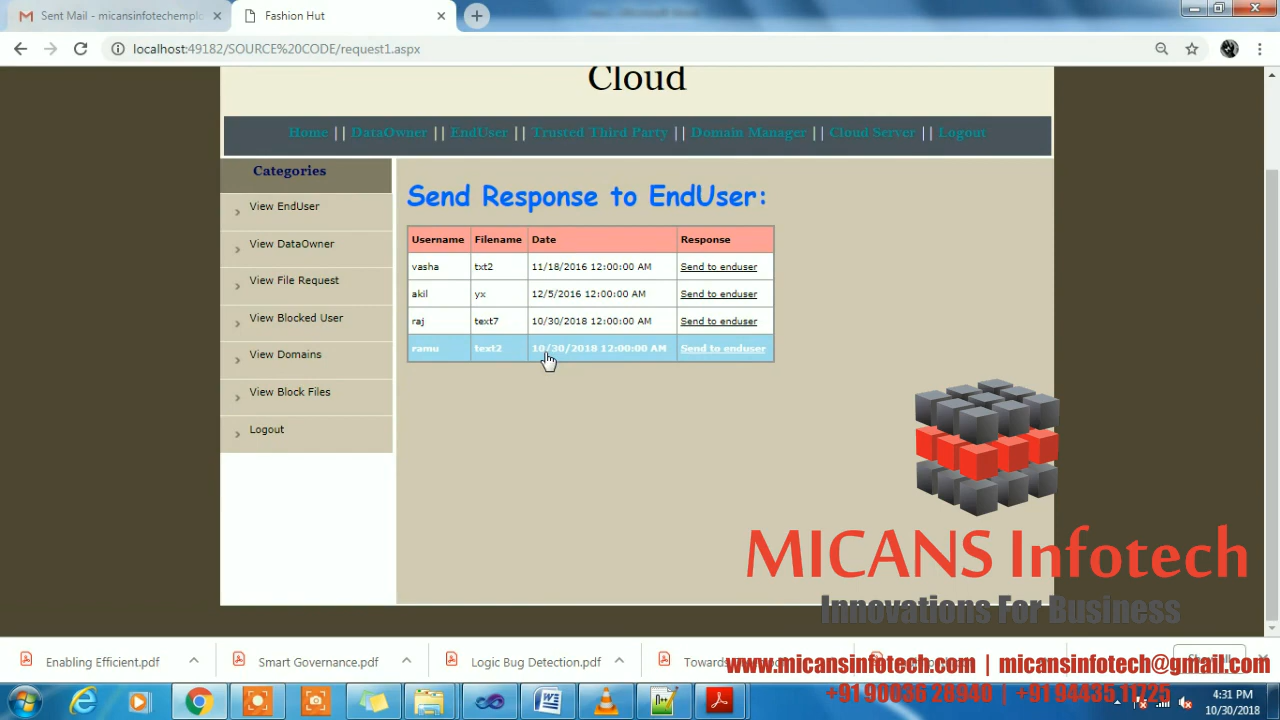 Sent Mail - micansinfotechemplo
Fashion Hut
localhost:49182/SOURCE%20CODE/request1.aspx
Cloud
Home || DataOwner || EndUser || Trusted Third Party || Domain Manager || Cloud Server || Logout
Categories
View EndUser
View DataOwner
View File Request
View Blocked User
View Domains
View Block Files
Logout
Send Response to EndUser:
Username Filename Date Response
vasha txt2 11/18/2016 12:00:00 AM Send to enduser
akil yx 12/5/2016 12:00:00 AM Send to enduser
raj text7 10/30/2018 12:00:00 AM Send to enduser
ramu text2 10/30/2018 12:00:00 AM Send to enduser
MICANS Infotech
Innovations For Business
Enabling Efficient.pdf
Smart Governance.pdf
Logic Bug Detection.pdf
www.micansinfotech.com | micansinfotech@gmail.com
+91 90036 28940 | +91 94435 11725
4:31 PM
10/30/2018